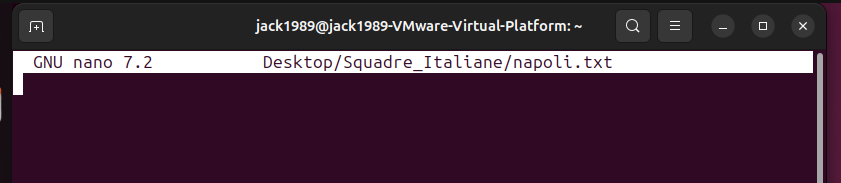 jack1989@jack1989-VMware-Virtual-Platform: ~
GNU nano 7.2 Desktop/Squadre_Italiane/napoli.txt